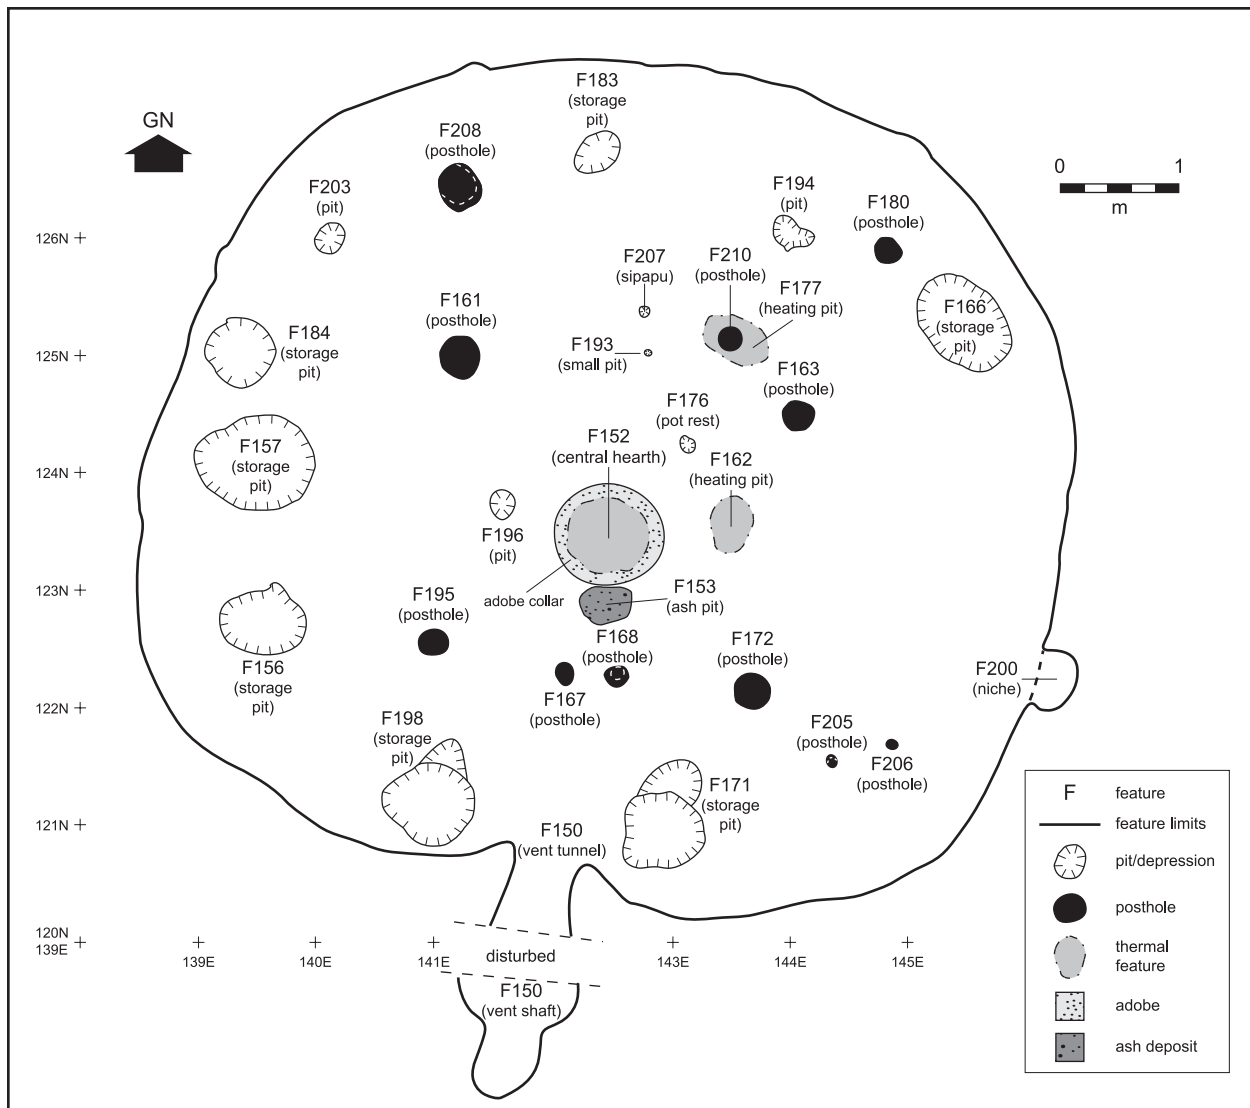 GN
F183
(storage
pit)
F208
(posthole)
0 1
m
F203
(pit)
F194
(pit)
F180
(posthole)
126N
F207
(sipapu)
F210
(posthole)
F177
(heating pit)
F161
(posthole)
F166
(storage
pit)
F184
(storage
pit)
125N
F193
(small pit)
F163
(posthole)
F176
(pot rest)
F157
(storage
pit)
F152
(central hearth)
F162
(heating pit)
124N
F196
(pit)
123N
adobe collar
F153
(ash pit)
F195
(posthole)
F168
(posthole)
F172
(posthole)
F156
(storage
pit)
F200
(niche)
F167
(posthole)
122N
F198
(storage
pit)
F205
(posthole)
F206
(posthole)
F171
(storage
pit)
121N
F150
(vent tunnel)
120N
139E
disturbed
139E 140E 141E 143E 144E 145E
F150
(vent shaft)
F feature
feature limits
pit/depression
posthole
thermal
feature
adobe
ash deposit